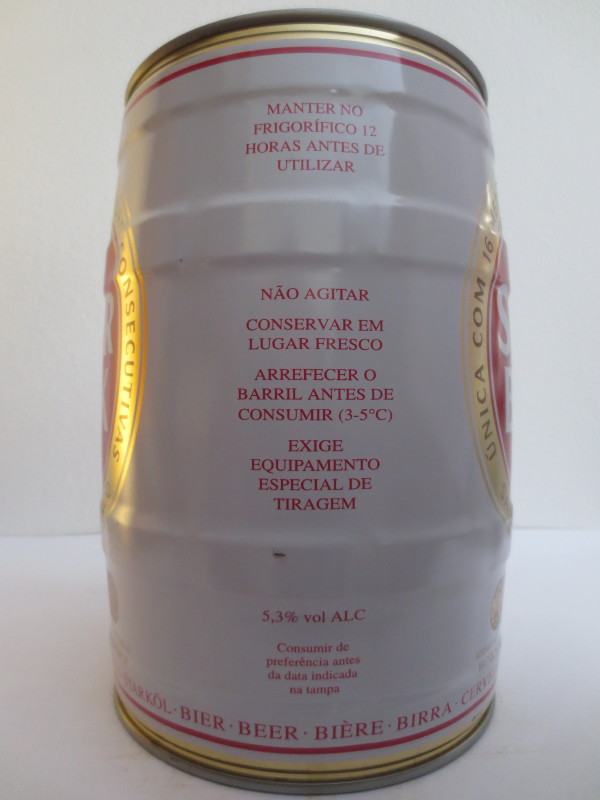 MANTER NO
FRIGORÍFICO 12
HORAS ANTES DE
UTILIZAR
NÃO AGITAR
CONSERVAR EM
LUGAR FRESCO
ARREFECER O
BARRIL ANTES DE
CONSUMIR (3-5°C)
EXIGE
EQUIPAMENTO
ESPECIAL DE
TIRAGEM
CONSECUTIVAS
ÚNICA COM 16
5,3% vol ALC
Consumir de
preferência antes
da data indicada
na tampa
STARKÖL · BIER · BEER · BIÈRE · BIRRA ·